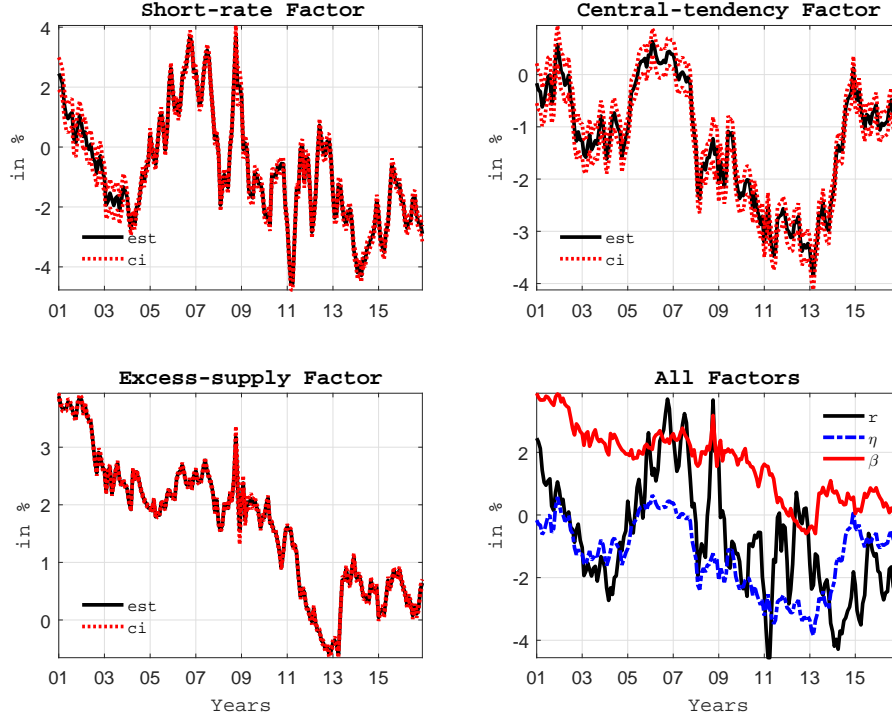 Short-rate Factor
4
2
0
-2
-4
in %
est
ci
01 03 05 07 09 11 13 15
Central-tendency Factor
0
-1
-2
-3
-4
in %
est
ci
01 03 05 07 09 11 13 15
Excess-supply Factor
3
2
1
0
in %
est
ci
01 03 05 07 09 11 13 15
Years
All Factors
2
0
-2
-4
in %
r
η
β
01 03 05 07 09 11 13 15
Years